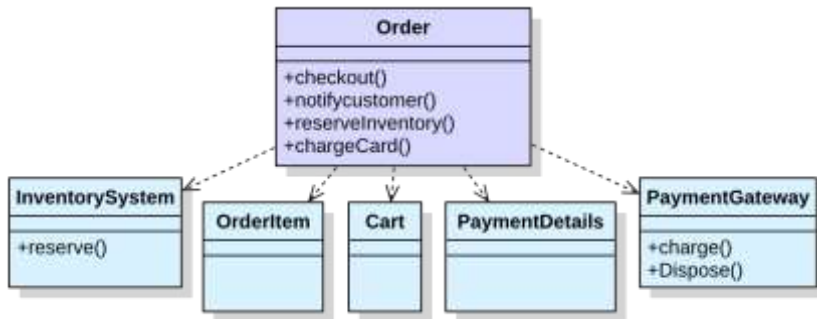 Order
+checkout()
+notifycustomer()
+reserveInventory()
+chargeCard()
InventorySystem
+reserve()
OrderItem
Cart
PaymentDetails
PaymentGateway
+charge()
+Dispose()